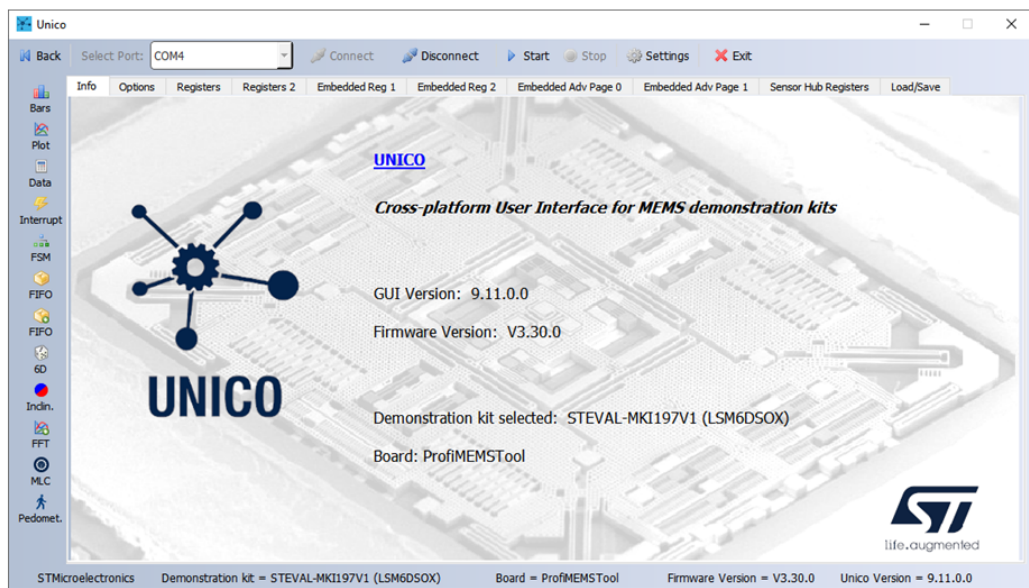 Unico
Back Select Port: COM4 Connect Disconnect Start Stop Settings Exit
Info Options Registers Registers 2 Embedded Reg 1 Embedded Reg 2 Embedded Adv Page 0 Embedded Adv Page 1 Sensor Hub Registers Load/Save
Bars
Plot
Data
Interrupt
FSM
FIFO
FIFO
6D
Indin.
FFT
MLC
Pedomet.
UNICO
UNICO
Cross-platform User Interface for MEMS demonstration kits
GUI Version: 9.11.0.0
Firmware Version: V3.30.0
Demonstration kit selected: STEVAL-MKI197V1 (LSM6DSOX)
Board: ProfiMEMSTool
ST
life.augmented
STMicroelectronics Demonstration kit = STEVAL-MKI197V1 (LSM6DSOX) Board = ProfiMEMSTool Firmware Version = V3.30.0 Unico Version = 9.11.0.0